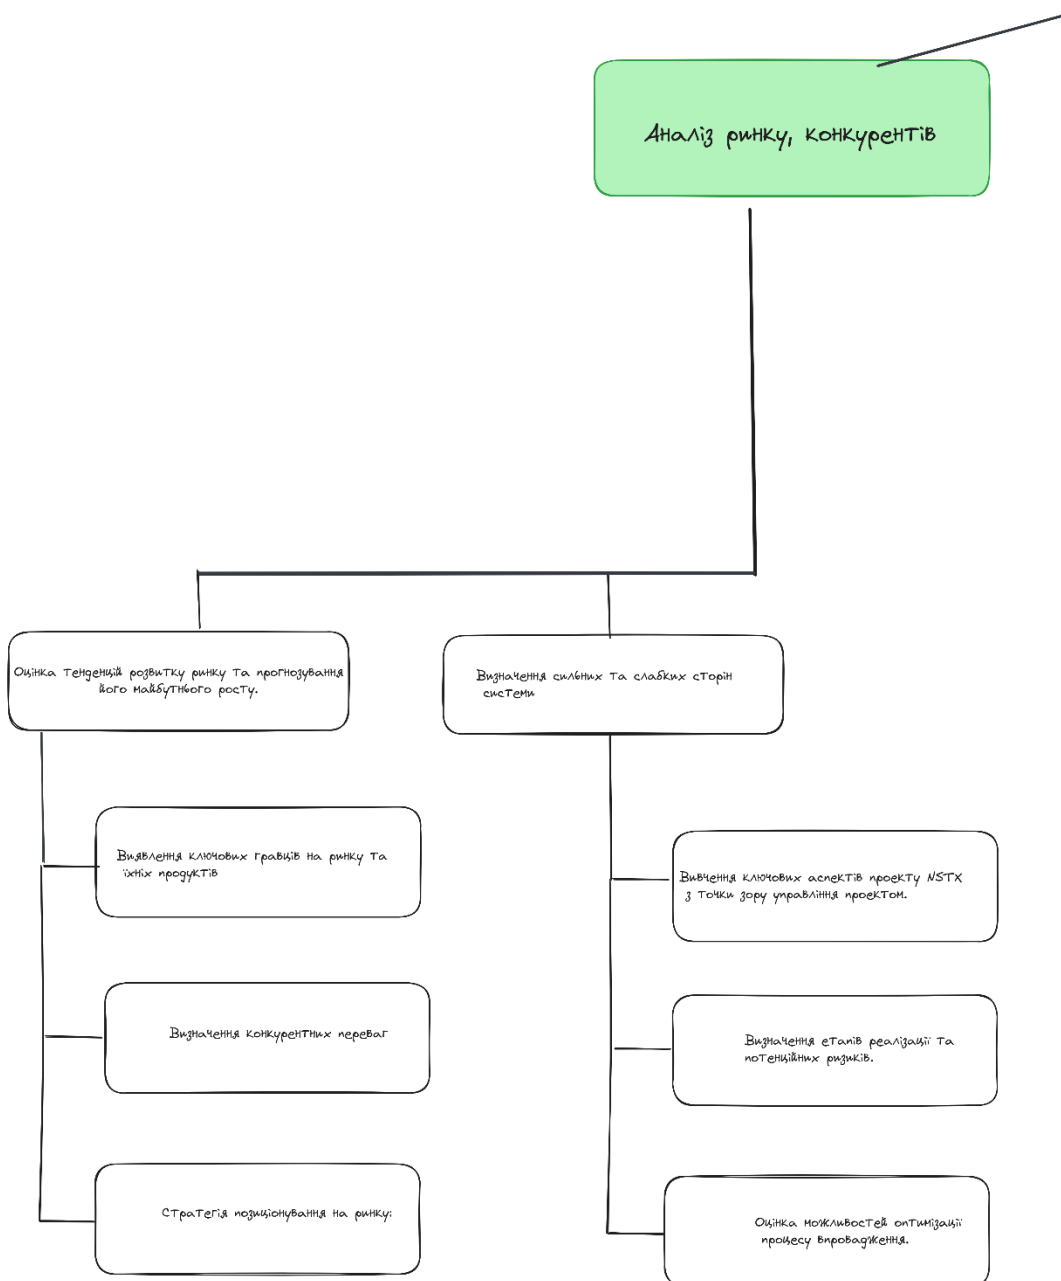 Аналіз ринку, конкурентів
Оцінка тенденцій розвитку ринку та прогнозування
його майбутнього росту.
Визначення сильних та слабких сторін
системи
Виявлення ключових гравців на ринку та
їхніх продуктів
Визначення конкурентних переваг
Стратегія позиціонування на ринку:
Вивчення ключових аспектів проекту NSTX
з точки зору управління проектом.
Визначення етапів реалізації та
потенційних ризиків.
Оцінка можливостей оптимізації
процесу впровадження.